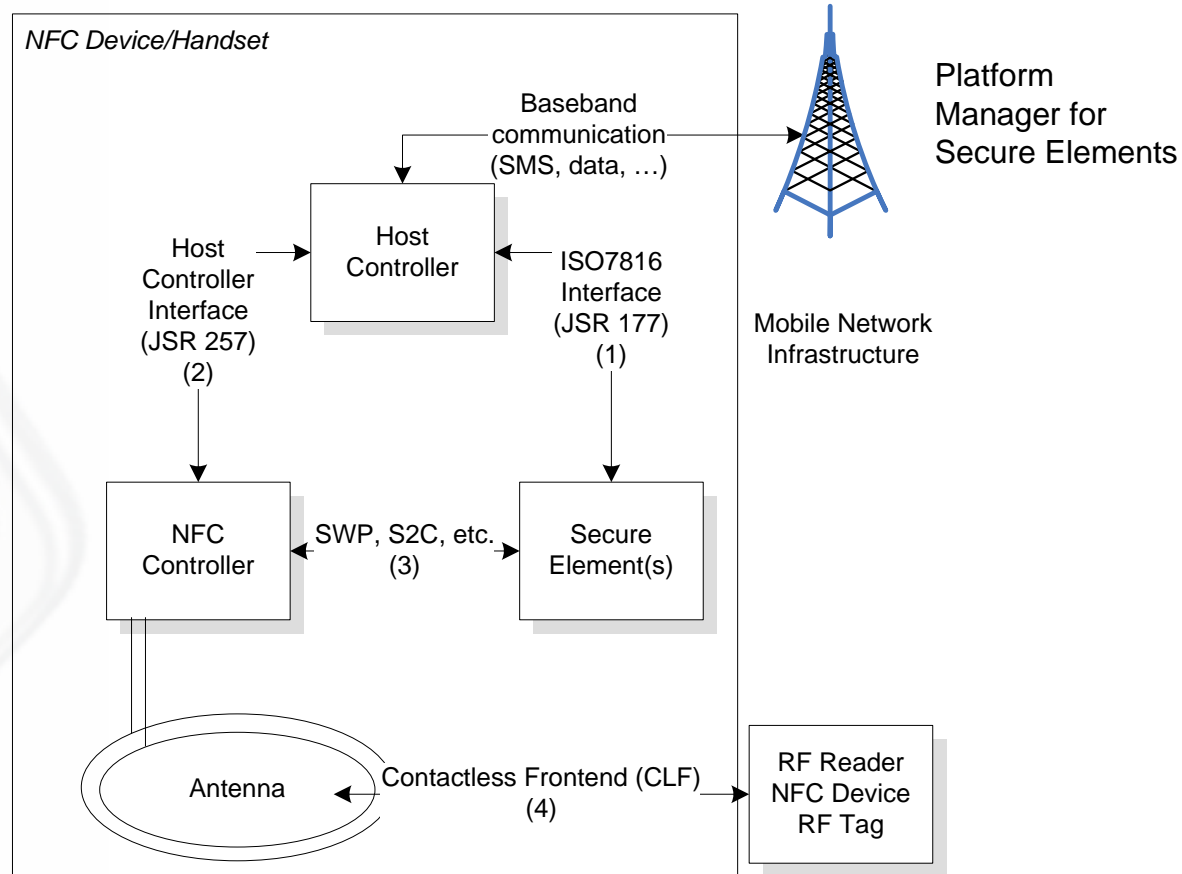 NFC Device/Handset
Platform
Manager for
Secure Elements
Baseband
communication
(SMS, data, …)
Host
Controller
Host
Controller
Interface
(JSR 257)
(2)
ISO7816
Interface
(JSR 177)
(1)
Mobile Network
Infrastructure
NFC
Controller
SWP, S2C, etc.
(3)
Secure
Element(s)
Antenna
Contactless Frontend (CLF)
(4)
RF Reader
NFC Device
RF Tag